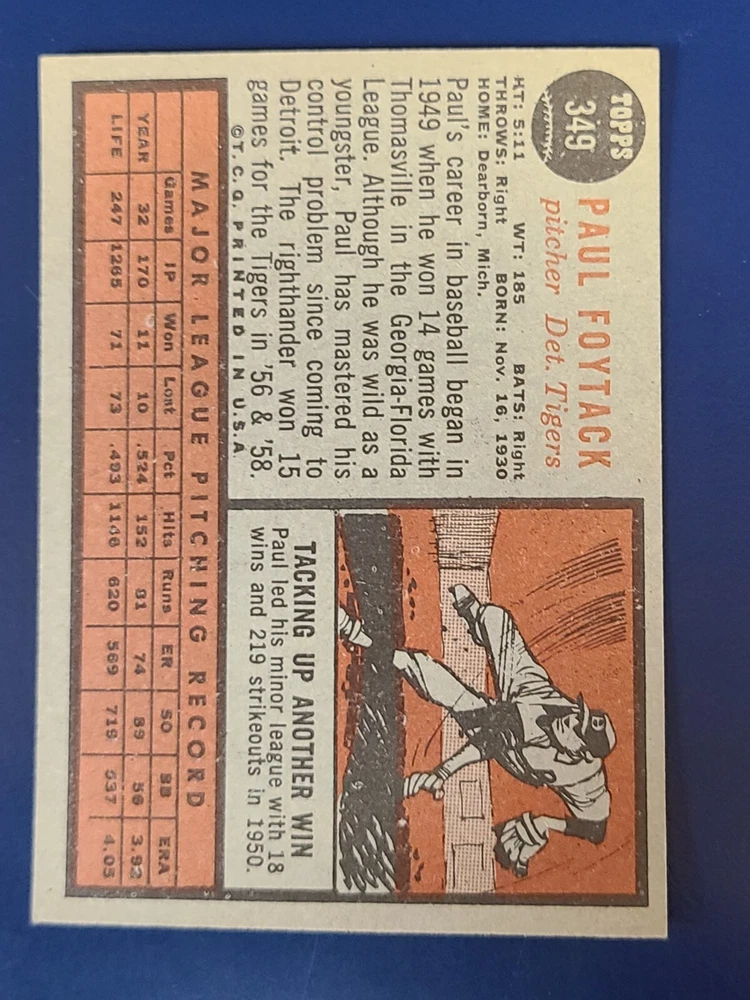 TOPPS
349
PAUL FOYTACK
pitcher Det. Tigers
HT: 5:11 WT: 185 BATS: Right
THROWS: Right BORN: Nov. 16, 1930
HOME: Dearborn, Mich.
Paul's career in baseball began in
1949 when he won 14 games with
Thomasville in the Georgia-Florida
League. Although he was wild as a
youngster, Paul has mastered his
control problem since coming to
Detroit. The righthander won 15
games for the Tigers in '56 & '58.
©T.C.G. PRINTED IN U.S.A.
TACKING UP ANOTHER WIN
Paul led his minor league with 18
wins and 219 strikeouts in 1950.
MAJOR LEAGUE PITCHING RECORD
Games IP Won Lost Pct Hits Runs ER SO BB ERA
YEAR 32 170 11 10 .524 152 81 74 89 56 3.92
LIFE 247 1265 71 73 .493 1146 620 569 719 537 4.05